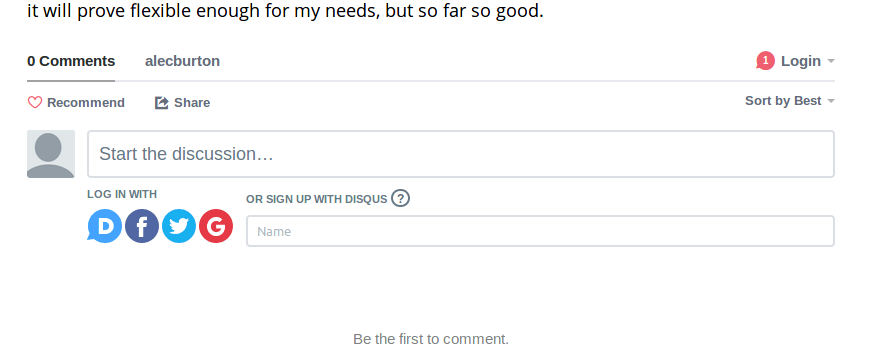 it will prove flexible enough for my needs, but so far so good.
0 Comments alecburton 1 Login
Recommend Share Sort by Best
Start the discussion…
LOG IN WITH OR SIGN UP WITH DISQUS ?
D f G Name
Be the first to comment.